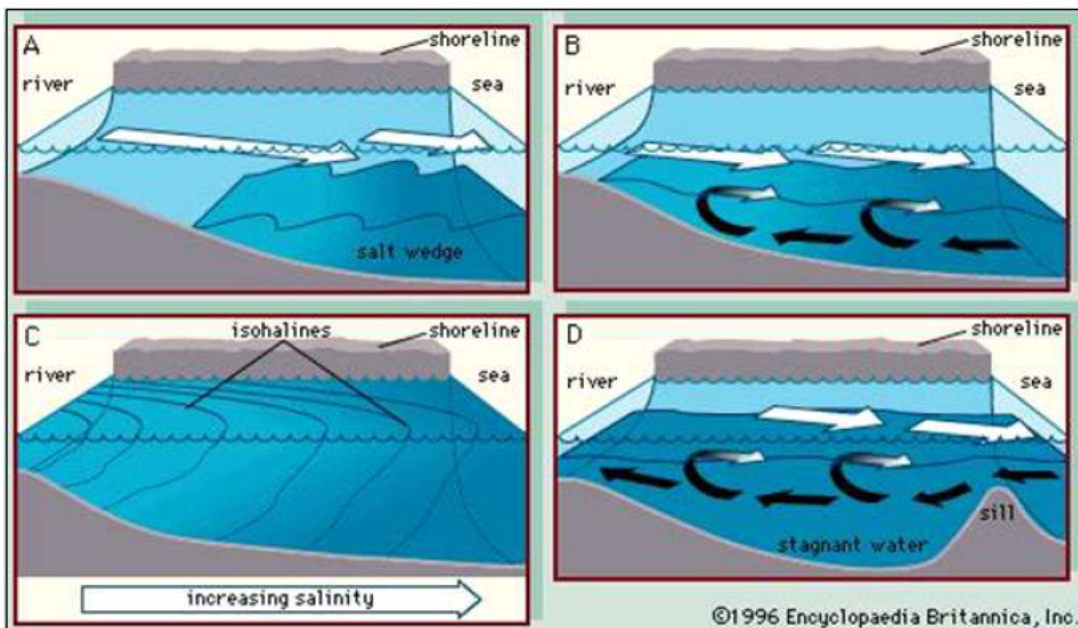 A
shoreline
river
sea
salt wedge
B
shoreline
river
sea
C
isohalines
shoreline
river
sea
increasing salinity
D
shoreline
river
sea
sill
stagnant water
©1996 Encyclopaedia Britannica, Inc.